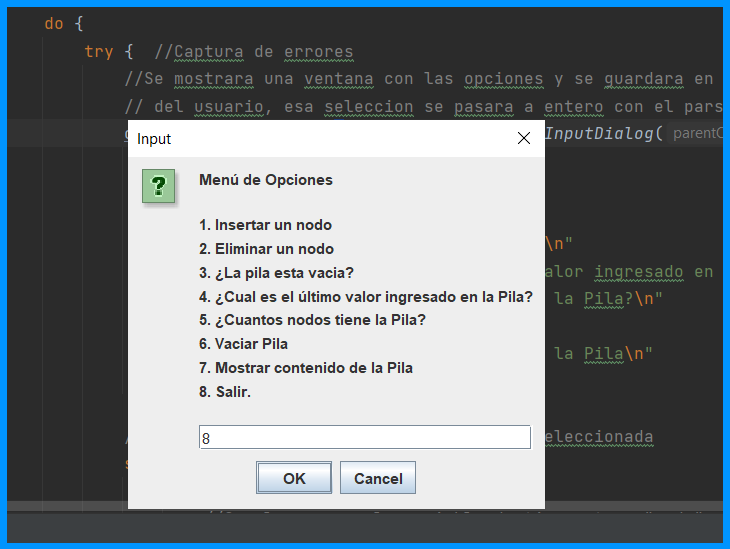 do {
try {  //Captura de errores
//Se mostrara una ventana con las opciones y se guardara en
// del usuario, esa seleccion se pasara a entero con el pars
InputDialog( parentC
\n"
alor ingresado en
la Pila?\n"
la Pila\n"
eleccionada
Input
Menú de Opciones
1. Insertar un nodo
2. Eliminar un nodo
3. ¿La pila esta vacia?
4. ¿Cual es el último valor ingresado en la Pila?
5. ¿Cuantos nodos tiene la Pila?
6. Vaciar Pila
7. Mostrar contenido de la Pila
8. Salir.
8
OK
Cancel